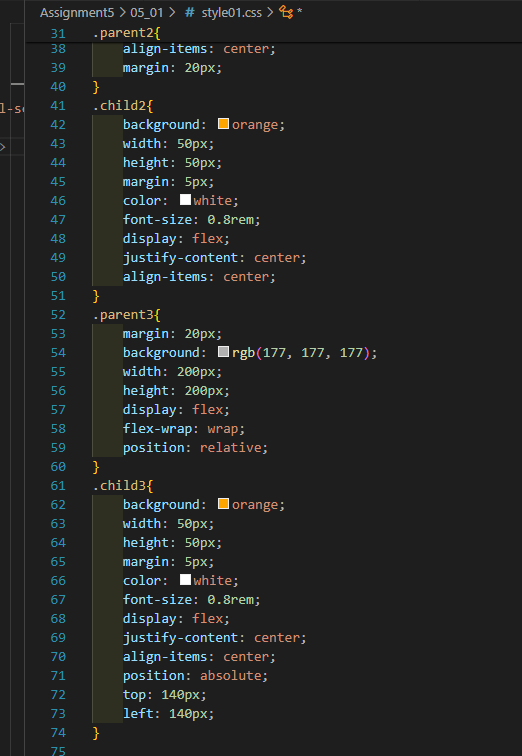 Assignment5 > 05_01 > # style01.css > *
31 .parent2{
38 align-items: center;
39 margin: 20px;
40 }
41 .child2{
42 background: orange;
43 width: 50px;
44 height: 50px;
45 margin: 5px;
46 color: white;
47 font-size: 0.8rem;
48 display: flex;
49 justify-content: center;
50 align-items: center;
51 }
52 .parent3{
53 margin: 20px;
54 background: rgb(177, 177, 177);
55 width: 200px;
56 height: 200px;
57 display: flex;
58 flex-wrap: wrap;
59 position: relative;
60 }
61 .child3{
62 background: orange;
63 width: 50px;
64 height: 50px;
65 margin: 5px;
66 color: white;
67 font-size: 0.8rem;
68 display: flex;
69 justify-content: center;
70 align-items: center;
71 position: absolute;
72 top: 140px;
73 left: 140px;
74 }
75